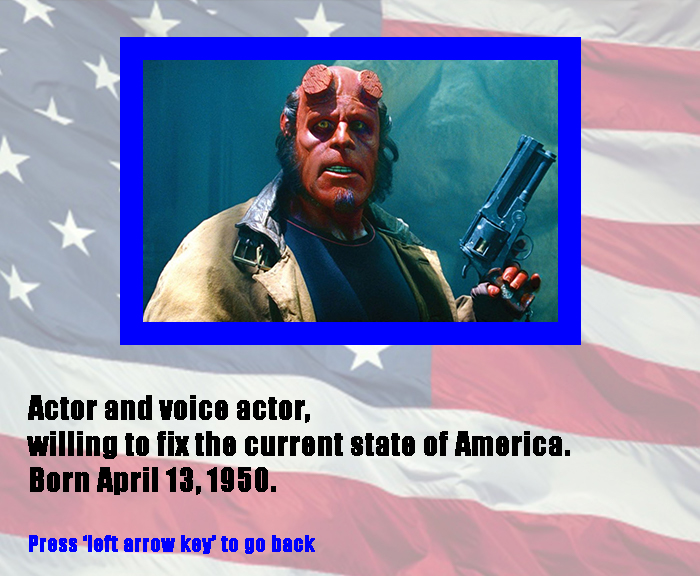 Actor and voice actor,
willing to fix the current state of America.
Born April 13, 1950.
Press 'left arrow key' to go back